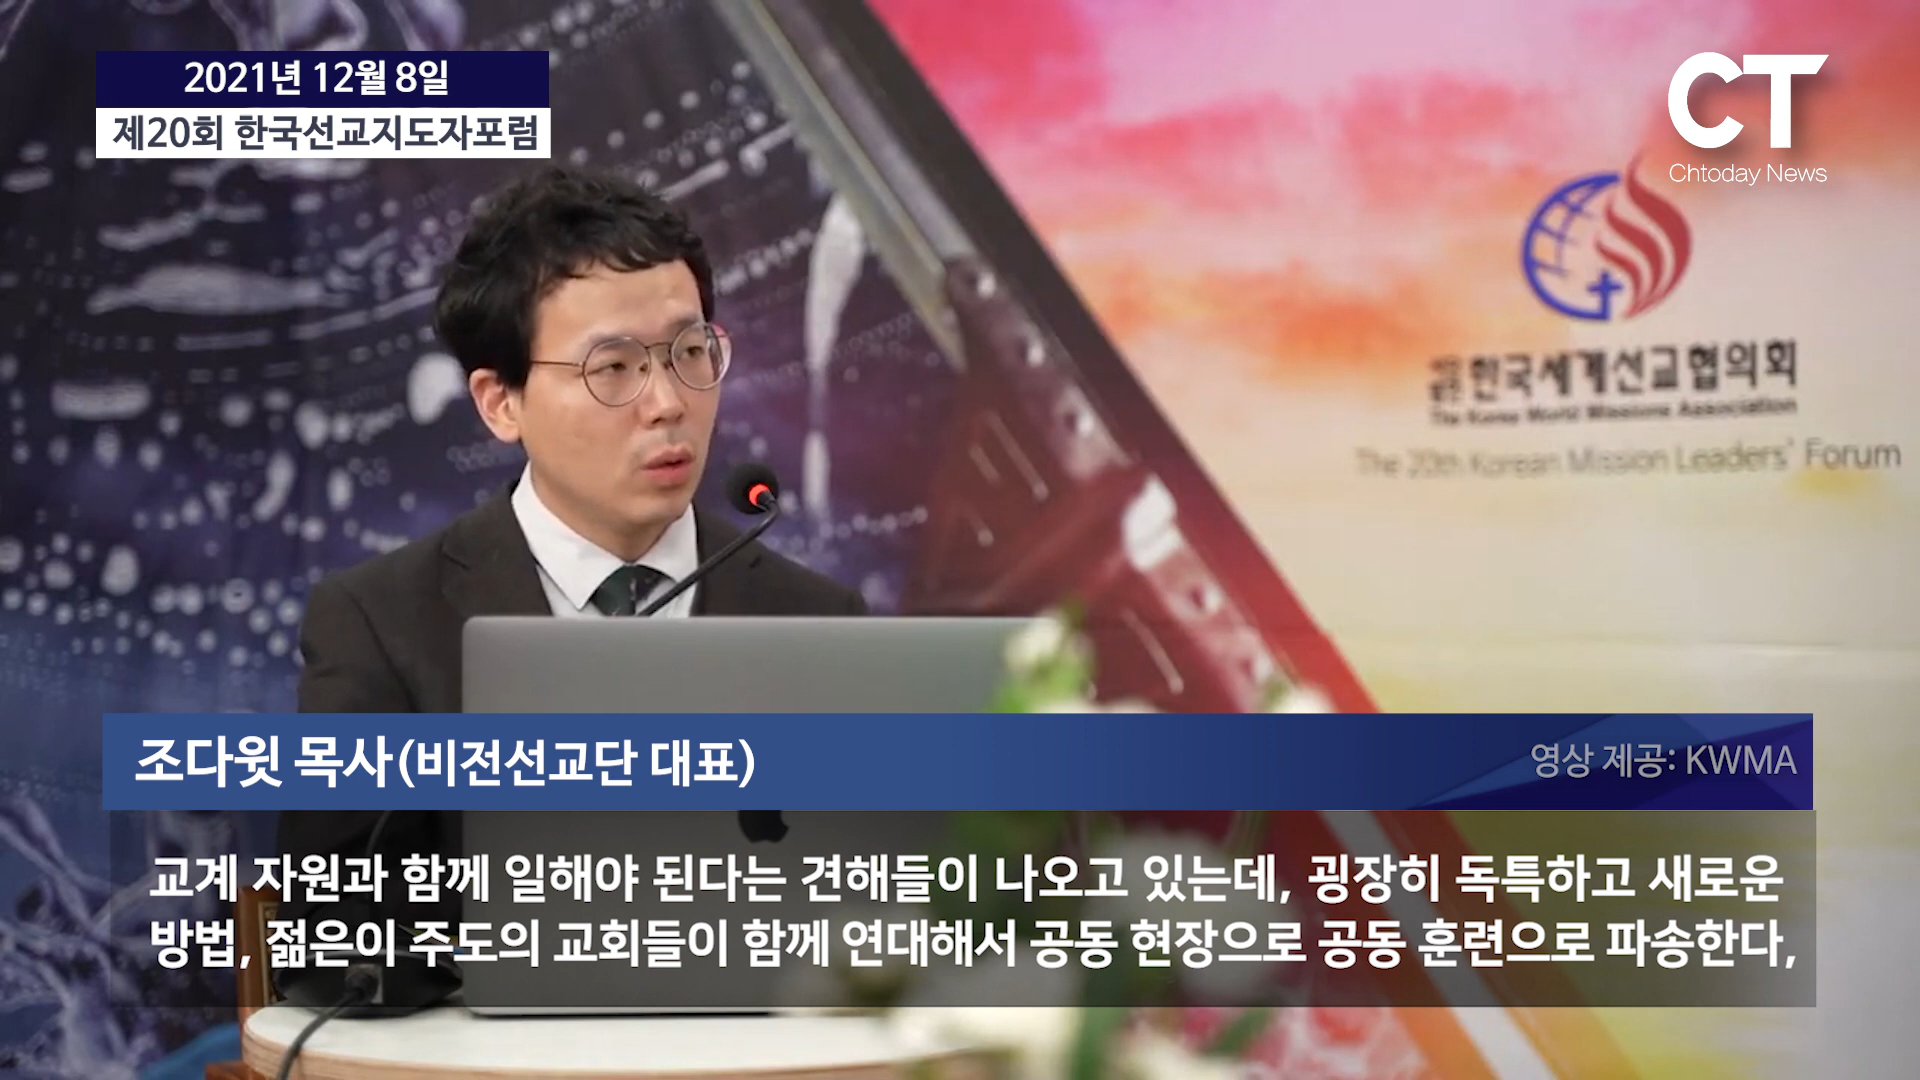 2021년 12월 8일
제20회 한국선교지도자포럼
CT
Chtoday News
한국세계선교협의회
The Korea World Missions Association
The 20th Korean Mission Leaders' Forum
조다윗 목사(비전선교단 대표)
영상 제공: KWMA
교계 자원과 함께 일해야 된다는 견해들이 나오고 있는데, 굉장히 독특하고 새로운
방법, 젊은이 주도의 교회들이 함께 연대해서 공동 현장으로 공동 훈련으로 파송한다,